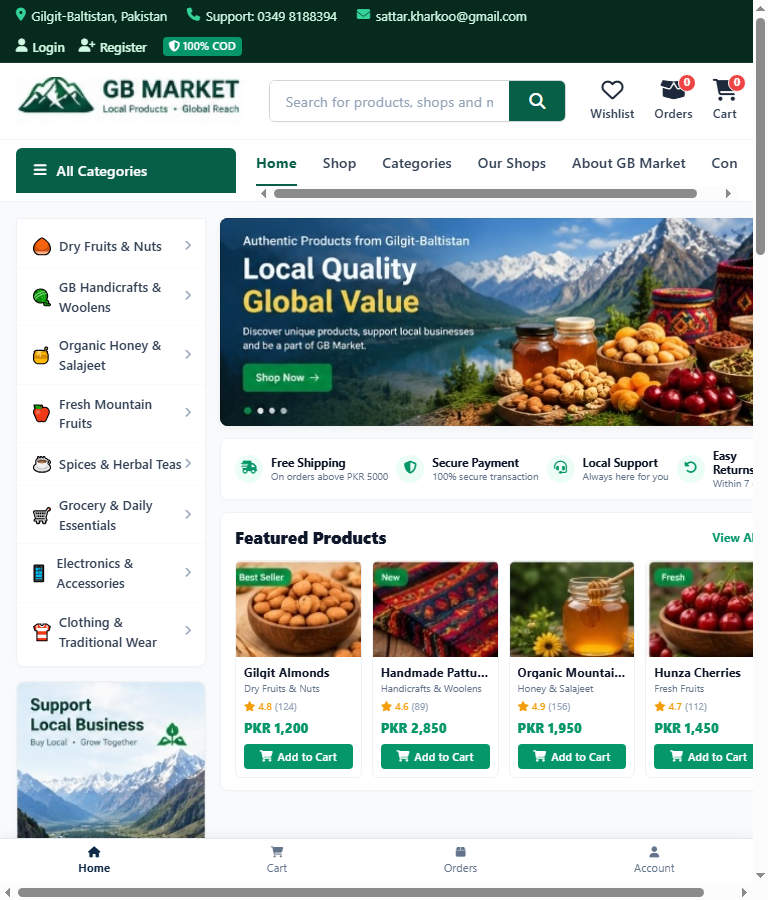 Gilgit-Baltistan, Pakistan Support: 0349 8188394 sattar.kharkoo@gmail.com
Login Register 100% COD
GB MARKET
Local Products • Global Reach
Search for products, shops and m
0 0
Wishlist Orders Cart
All Categories
Home Shop Categories Our Shops About GB Market Con
Dry Fruits & Nuts
GB Handicrafts &
Woolens
Organic Honey &
Salajeet
Fresh Mountain
Fruits
Spices & Herbal Teas
Grocery & Daily
Essentials
Electronics &
Accessories
Clothing &
Traditional Wear
Support
Local Business
Buy Local • Grow Together
Authentic Products from Gilgit-Baltistan
Local Quality
Global Value
Discover unique products, support local businesses
and be a part of GB Market.
Shop Now →
Free Shipping
On orders above PKR 5000
Secure Payment
100% secure transaction
Local Support
Always here for you
Easy
Returns
Within 7
Featured Products
View Al
Best Seller
Gilgit Almonds
Dry Fruits & Nuts
4.8 (124)
PKR 1,200
Add to Cart
New
Handmade Pattu...
Handicrafts & Woolens
4.6 (89)
PKR 2,850
Add to Cart
Organic Mountai...
Honey & Salajeet
4.9 (156)
PKR 1,950
Add to Cart
Fresh
Hunza Cherries
Fresh Fruits
4.7 (112)
PKR 1,450
Add to Cart
Home Cart Orders Account